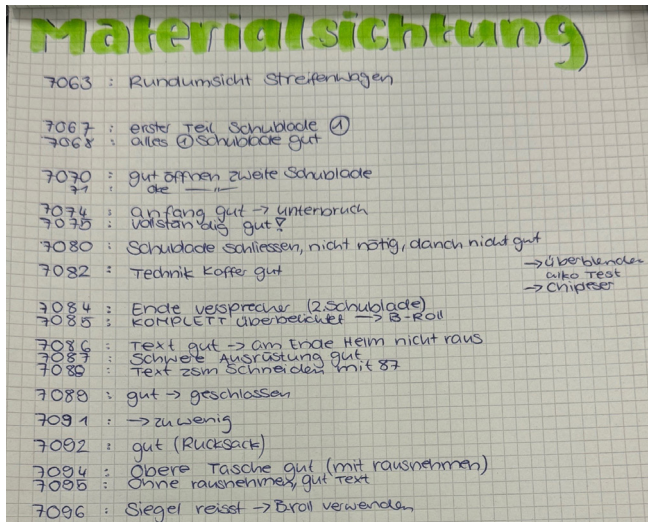 Materialsichtung
7063 : Rundumsicht Streifenwagen
7067 : erster Teil Schublade ①
7068 : alles ① Schublade gut
7070 : gut öffnen zweite Schublade
71 : oke —〃—
7074 : anfang gut → unterbruch
7075 : vollständig gut?
7080 : Schublade schliessen, nicht nötig, danch nicht gut
→ überblenden
7082 : Technik Koffer gut
alko Test
→ Chipleser
7084 : Ende versprecher (2. Schublade)
7085 : KOMPLETT überbelichtet → B-Roll
7086 : Text gut → am Ende Helm nicht raus
7087 : Schwere Ausrüstung gut
7088 : Text zsm schneiden mit 87
7089 : gut → geschlossen
7091 : → zu wenig
7092 : gut (Rucksack)
7094 : Obere Tasche gut (mit rausnehmen)
7095 : Ohne rausnehmen, gut Text
7096 : Siegel reisst → Broll verwenden